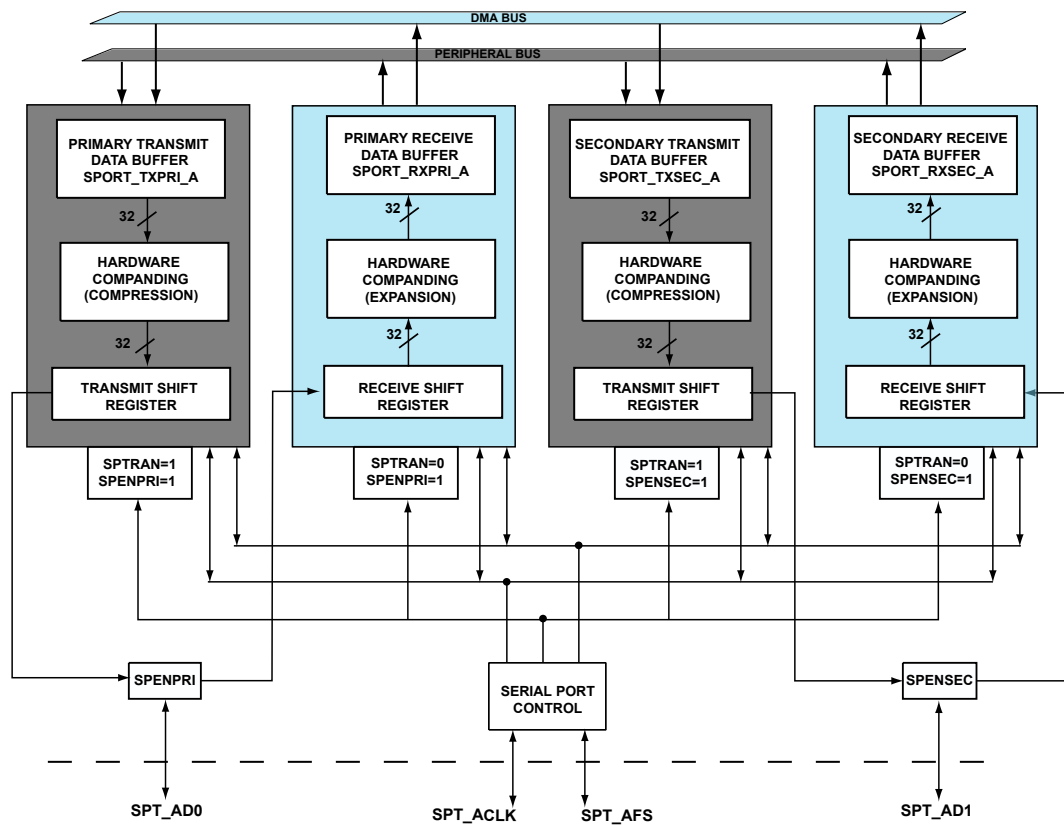 DMA BUS
PERIPHERAL BUS
PRIMARY TRANSMIT
DATA BUFFER
SPORT_TXPRI_A
32
HARDWARE
COMPANDING
(COMPRESSION)
32
TRANSMIT SHIFT
REGISTER
SPTRAN=1
SPENPRI=1
PRIMARY RECEIVE
DATA BUFFER
SPORT_RXPRI_A
32
HARDWARE
COMPANDING
(EXPANSION)
32
RECEIVE SHIFT
REGISTER
SPTRAN=0
SPENPRI=1
SECONDARY TRANSMIT
DATA BUFFER
SPORT_TXSEC_A
32
HARDWARE
COMPANDING
(COMPRESSION)
32
TRANSMIT SHIFT
REGISTER
SPTRAN=1
SPENSEC=1
SECONDARY RECEIVE
DATA BUFFER
SPORT_RXSEC_A
32
HARDWARE
COMPANDING
(EXPANSION)
32
RECEIVE SHIFT
REGISTER
SPTRAN=0
SPENSEC=1
SPENPRI
SERIAL PORT
CONTROL
SPENSEC
SPT_AD0
SPT_ACLK
SPT_AFS
SPT_AD1